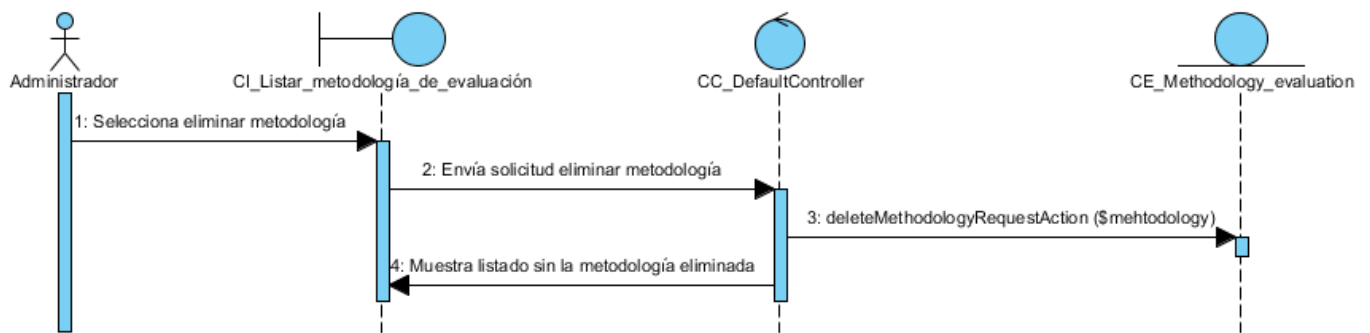 Administrador
CI_Listar_metodología_de_evaluación
CC_DefaultController
CE_Methodology_evaluation
1: Selecciona eliminar metodología
2: Envía solicitud eliminar metodología
3: deleteMethodologyRequestAction ($mehtodology)
4: Muestra listado sin la metodología eliminada